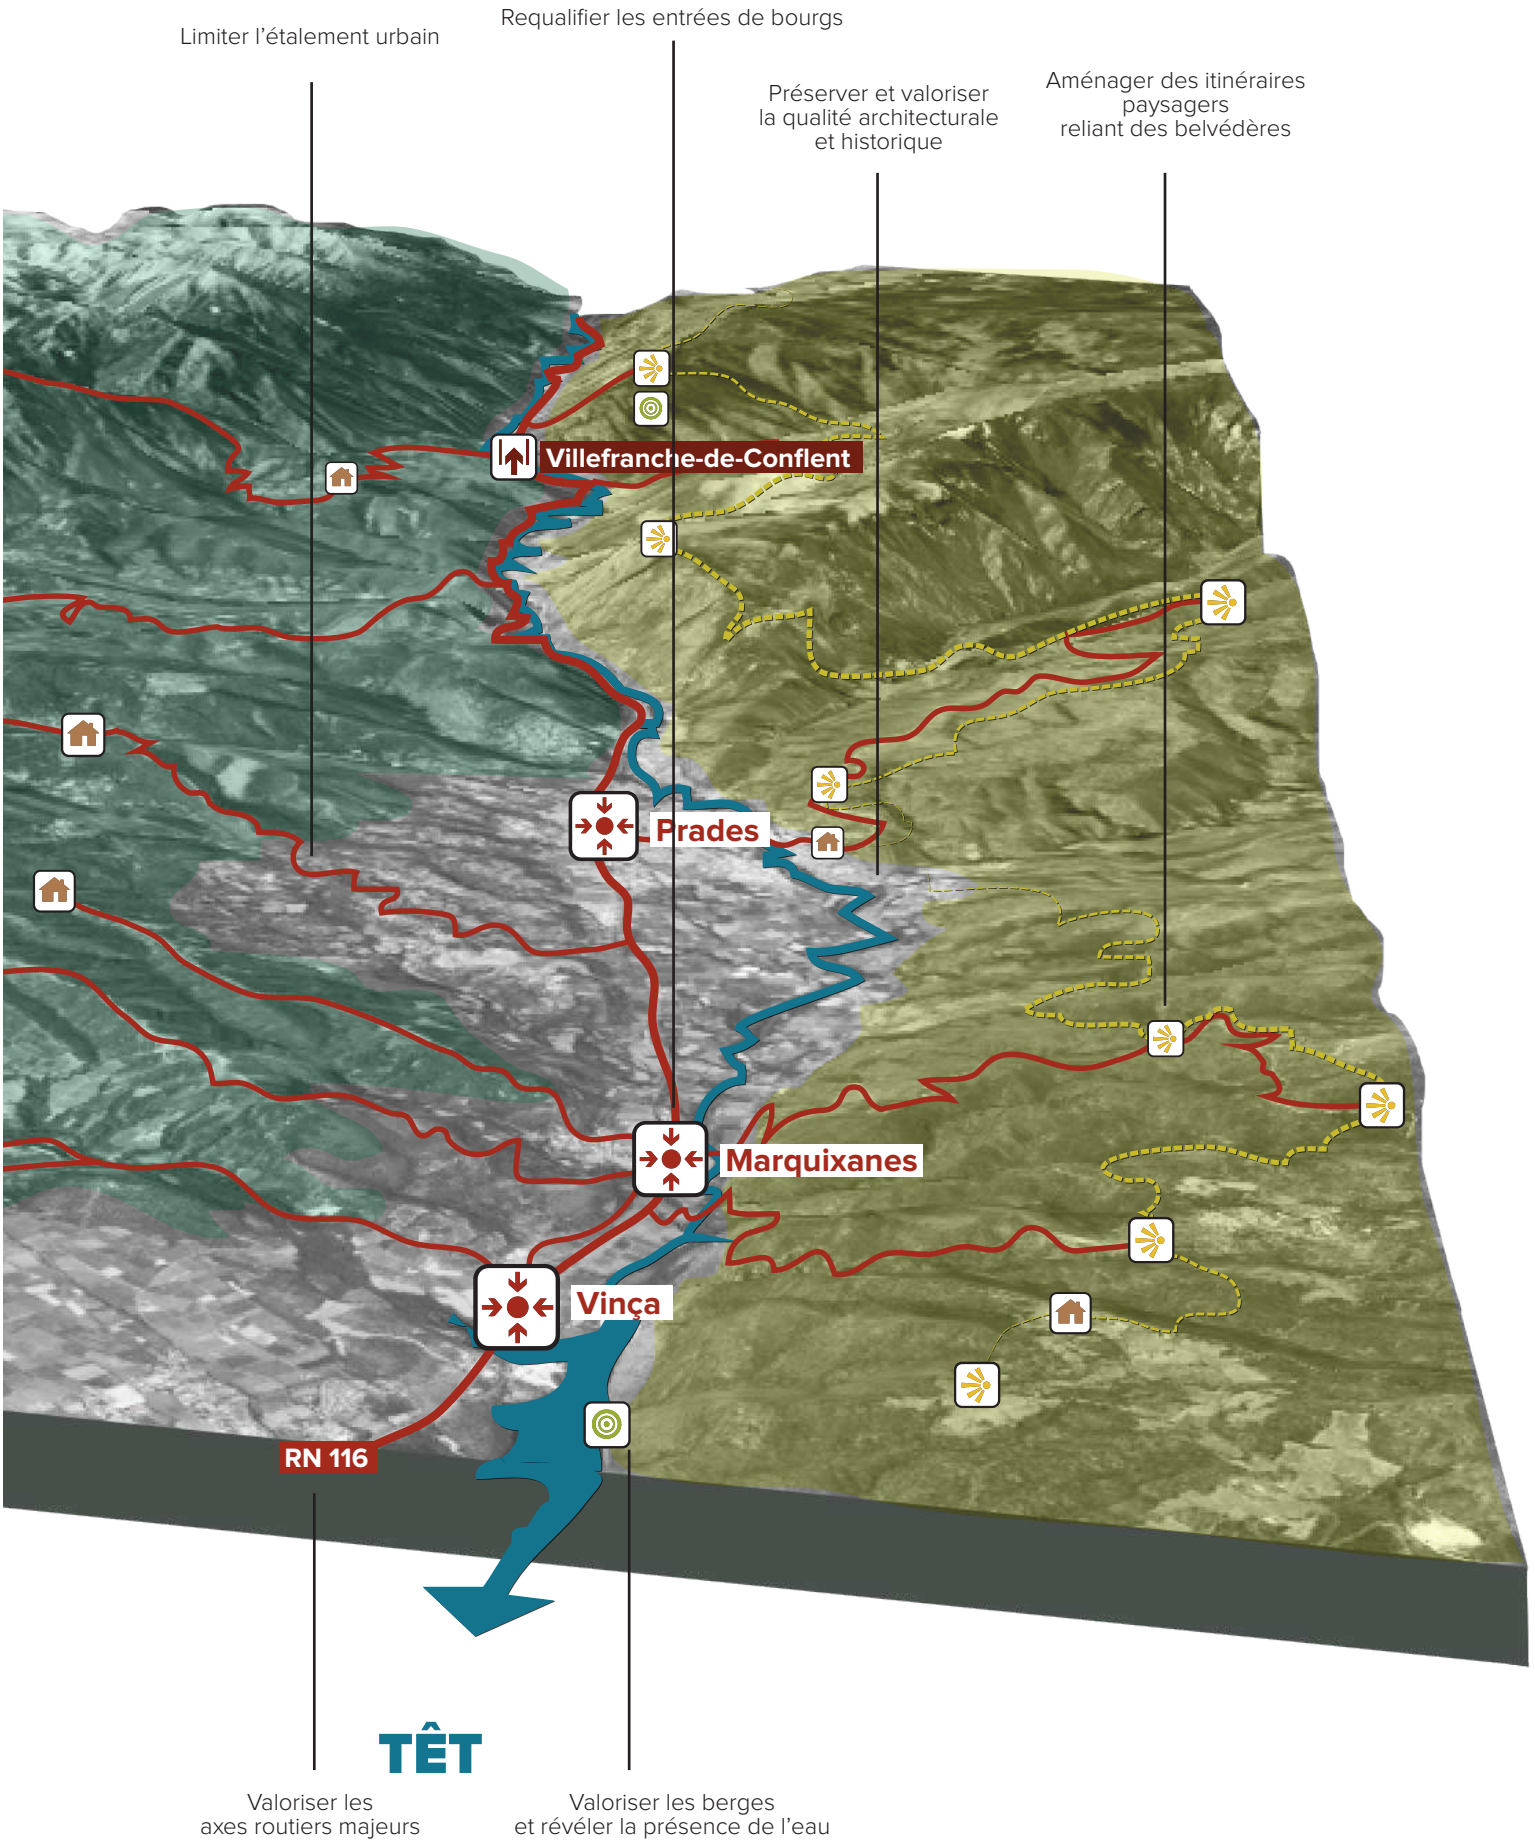 Requalifier les entrées de bourgs
Limiter l’étalement urbain
Préserver et valoriser
la qualité architecturale
et historique
Aménager des itinéraires
paysagers
reliant des belvédères
Villefranche-de-Conflent
Prades
Marquixanes
Vinça
RN 116
TÊT
Valoriser les
axes routiers majeurs
Valoriser les berges
et révéler la présence de l’eau